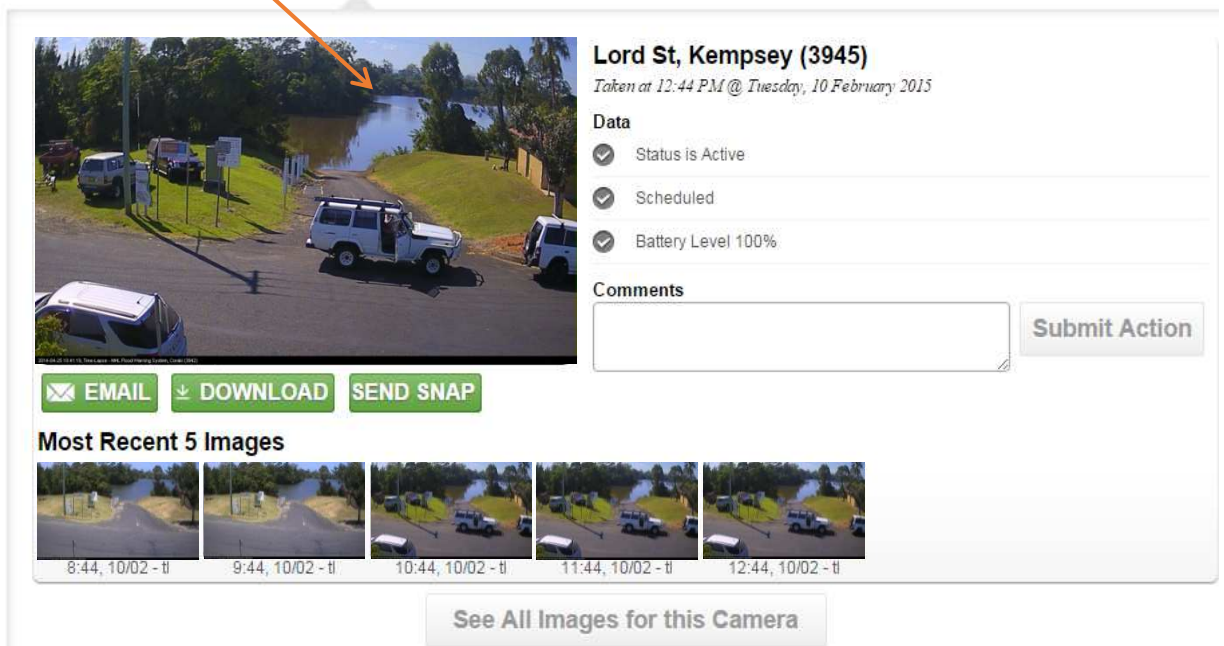 Lord St, Kempsey (3945)
Taken at 12:44 PM @ Tuesday, 10 February 2015
Data
Status is Active
Scheduled
Battery Level 100%
Comments
Submit Action
EMAIL
DOWNLOAD
SEND SNAP
Most Recent 5 Images
8:44, 10/02 - tl
9:44, 10/02 - tl
10:44, 10/02 - tl
11:44, 10/02 - tl
12:44, 10/02 - tl
See All Images for this Camera